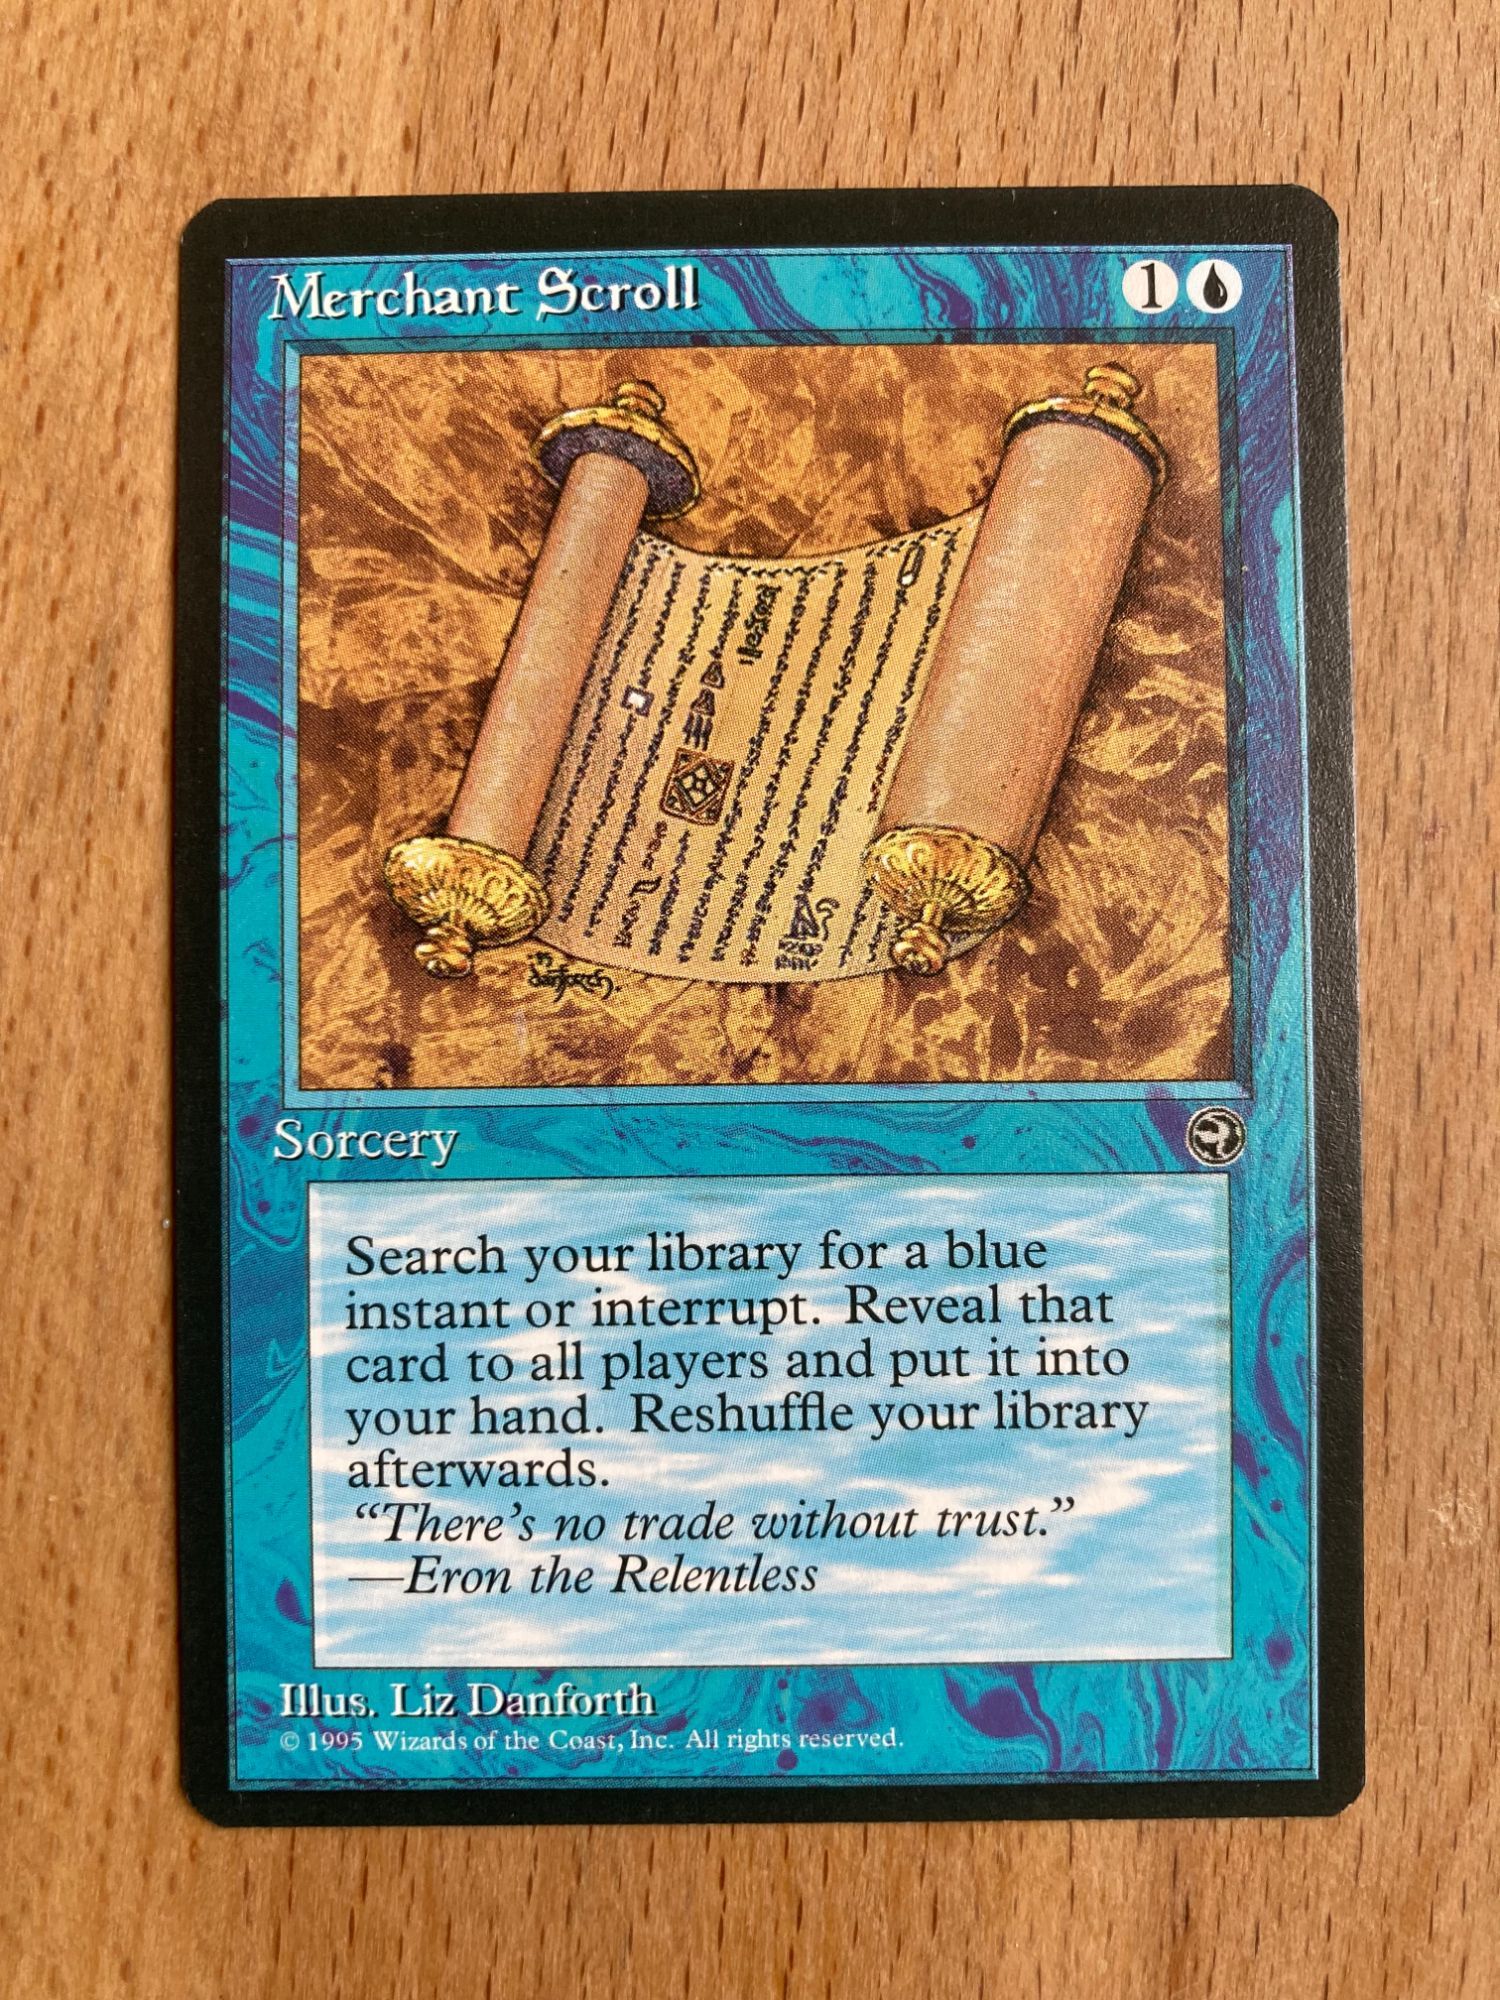 Merchant Scroll
1
Danforth.
Sorcery
Search your library for a blue
instant or interrupt. Reveal that
card to all players and put it into
your hand. Reshuffle your library
afterwards.
“There’s no trade without trust.”
—Eron the Relentless
Illus. Liz Danforth
© 1995 Wizards of the Coast, Inc. All rights reserved.